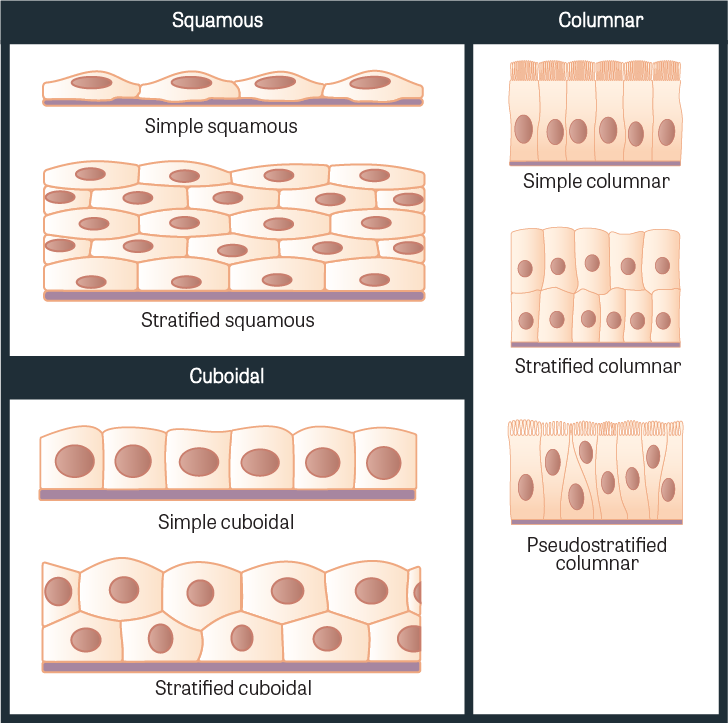 Squamous
Simple squamous
Stratified squamous
Cuboidal
Simple cuboidal
Stratified cuboidal
Columnar
Simple columnar
Stratified columnar
Pseudostratified
columnar